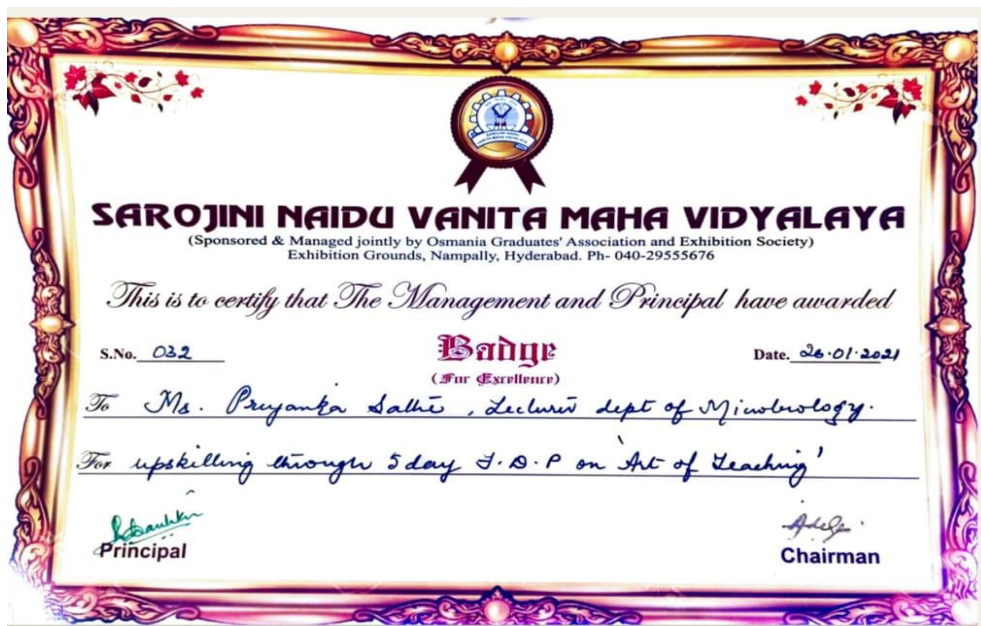 SAROJINI NAIDU VANITA MAHA VIDYALAYA
(Sponsored & Managed jointly by Osmania Graduates' Association and Exhibition Society)
Exhibition Grounds, Nampally, Hyderabad. Ph- 040-29555676
This is to certify that The Management and Principal have awarded
S.No. 032
Badge
Date. 26.01.2021
(For Excellence)
To Ms. Priyanka Sathe, Lecturer dept of Microbiology.
For upskilling through 5 day F.D.P on 'Art of Teaching'
Principal
Chairman